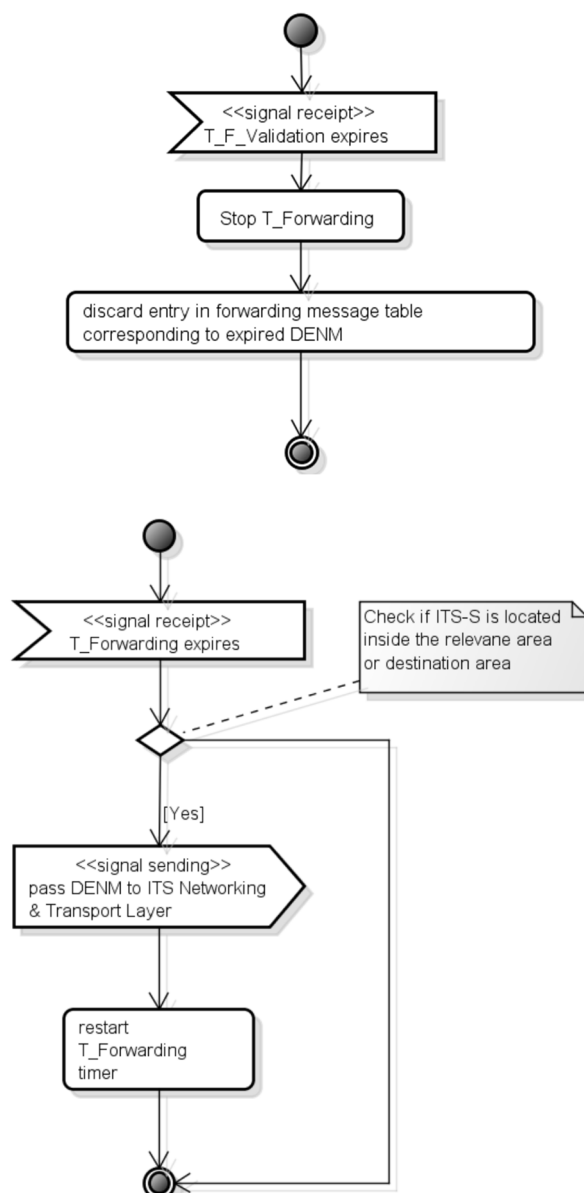 <<signal receipt>>
T_F_Validation expires
Stop T_Forwarding
discard entry in forwarding message table
corresponding to expired DENM
<<signal receipt>>
T_Forwarding expires
Check if ITS-S is located
inside the relevane area
or destination area
[Yes]
<<signal sending>>
pass DENM to ITS Networking
& Transport Layer
restart
T_Forwarding
timer